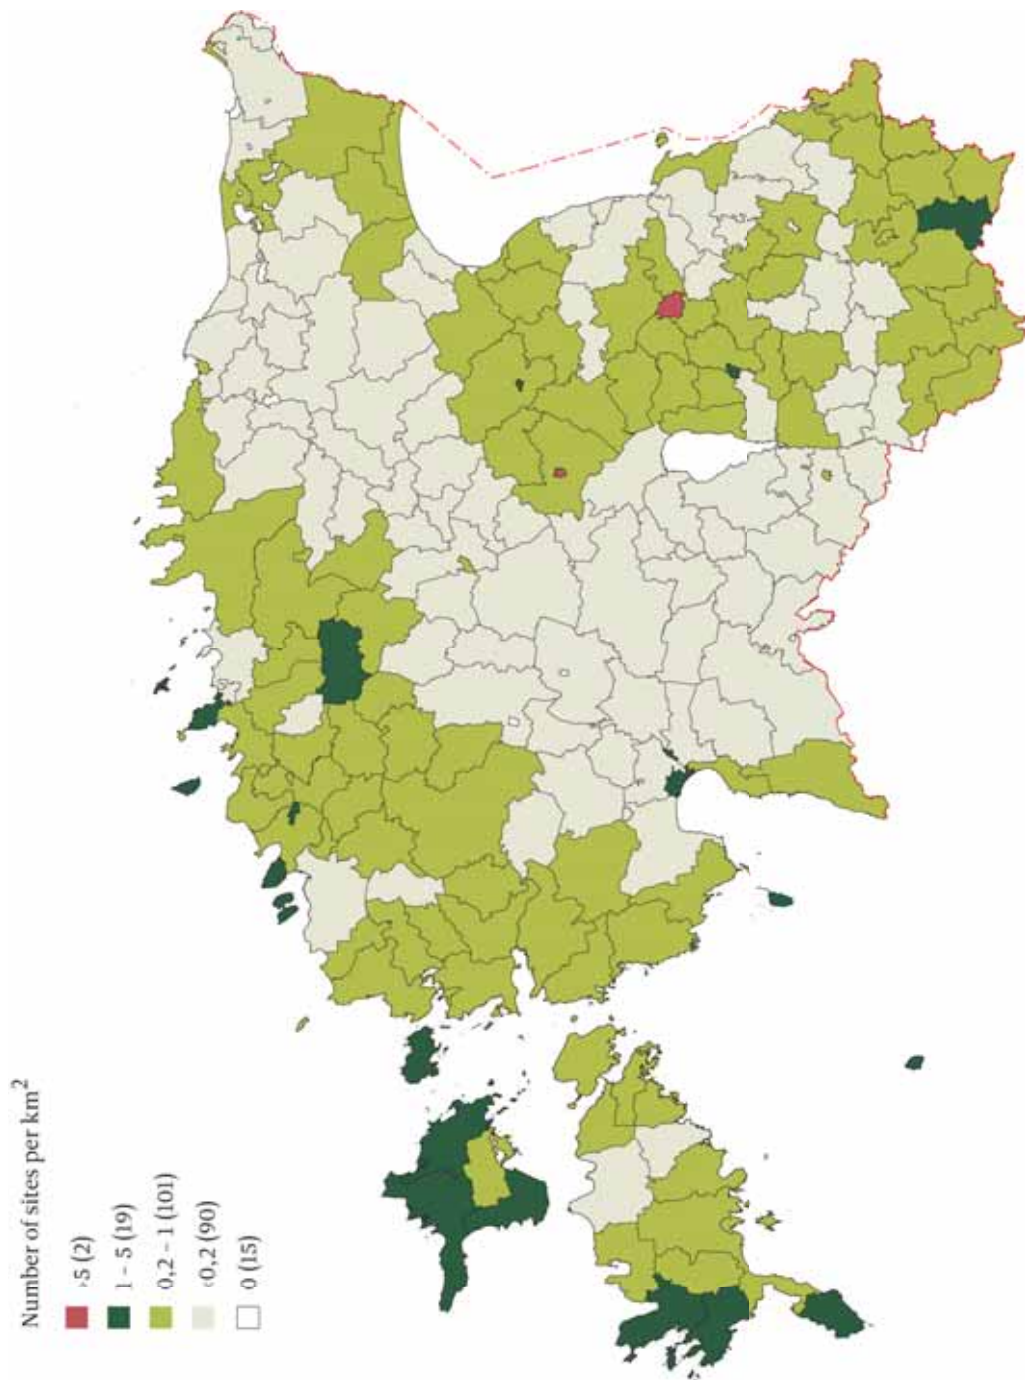 Number of sites per km²
›5 (2)
1 – 5 (19)
0,2 – 1 (101)
‹0,2 (90)
0 (15)